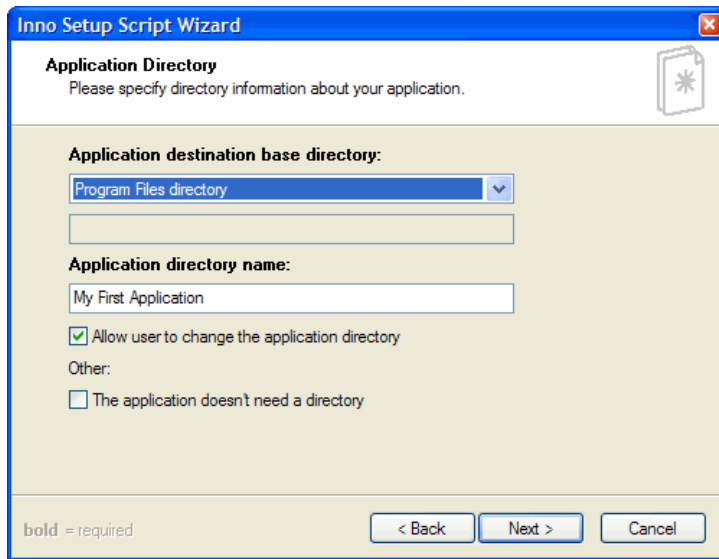 Inno Setup Script Wizard
Application Directory
Please specify directory information about your application.
Application destination base directory:
Program Files directory
Application directory name:
My First Application
Allow user to change the application directory
Other:
The application doesn't need a directory
bold = required
< Back
Next >
Cancel